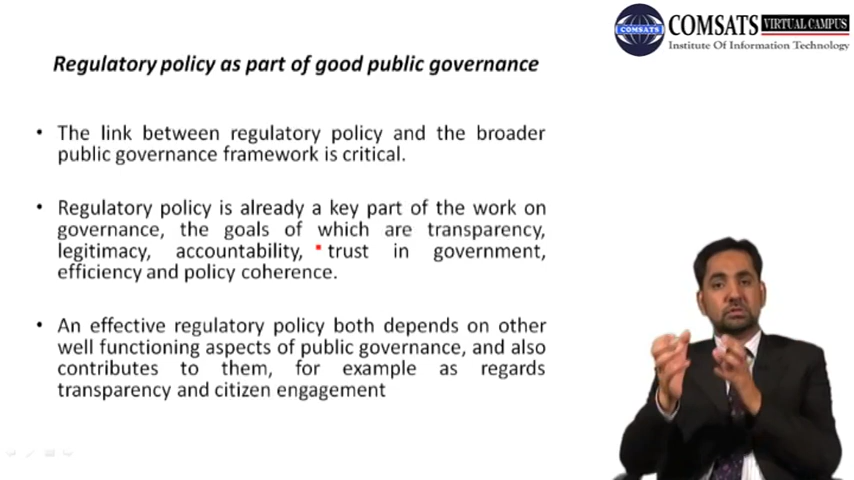 COMSATS VIRTUAL CAMPUS
COMSATS
Institute Of Information Technology
Regulatory policy as part of good public governance
• The link between regulatory policy and the broader
public governance framework is critical.
• Regulatory policy is already a key part of the work on
governance, the goals of which are transparency,
legitimacy, accountability, trust in government,
efficiency and policy coherence.
• An effective regulatory policy both depends on other
well functioning aspects of public governance, and also
contributes to them, for example as regards
transparency and citizen engagement